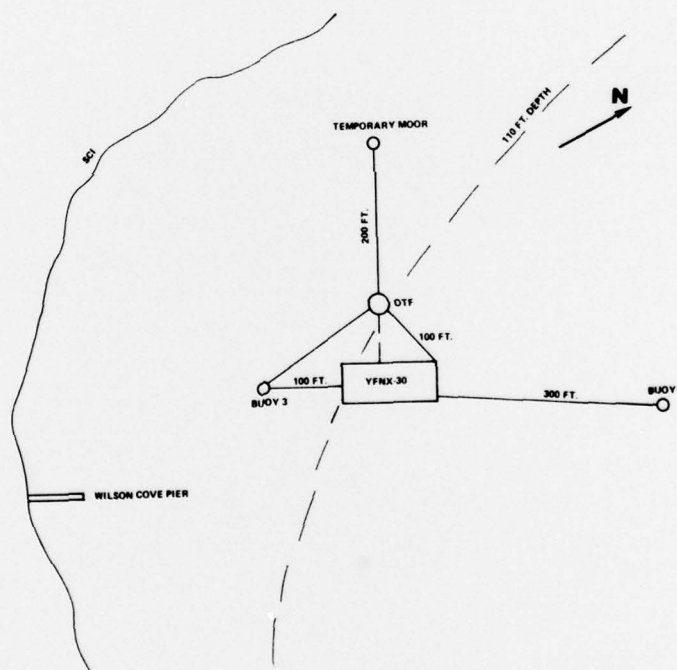 N
110 FT. DEPTH
TEMPORARY MOOR
SCI
200 FT.
OTF
100 FT.
100 FT.
YFNX-30
BUOY 3
300 FT.
BUOY
WILSON COVE PIER